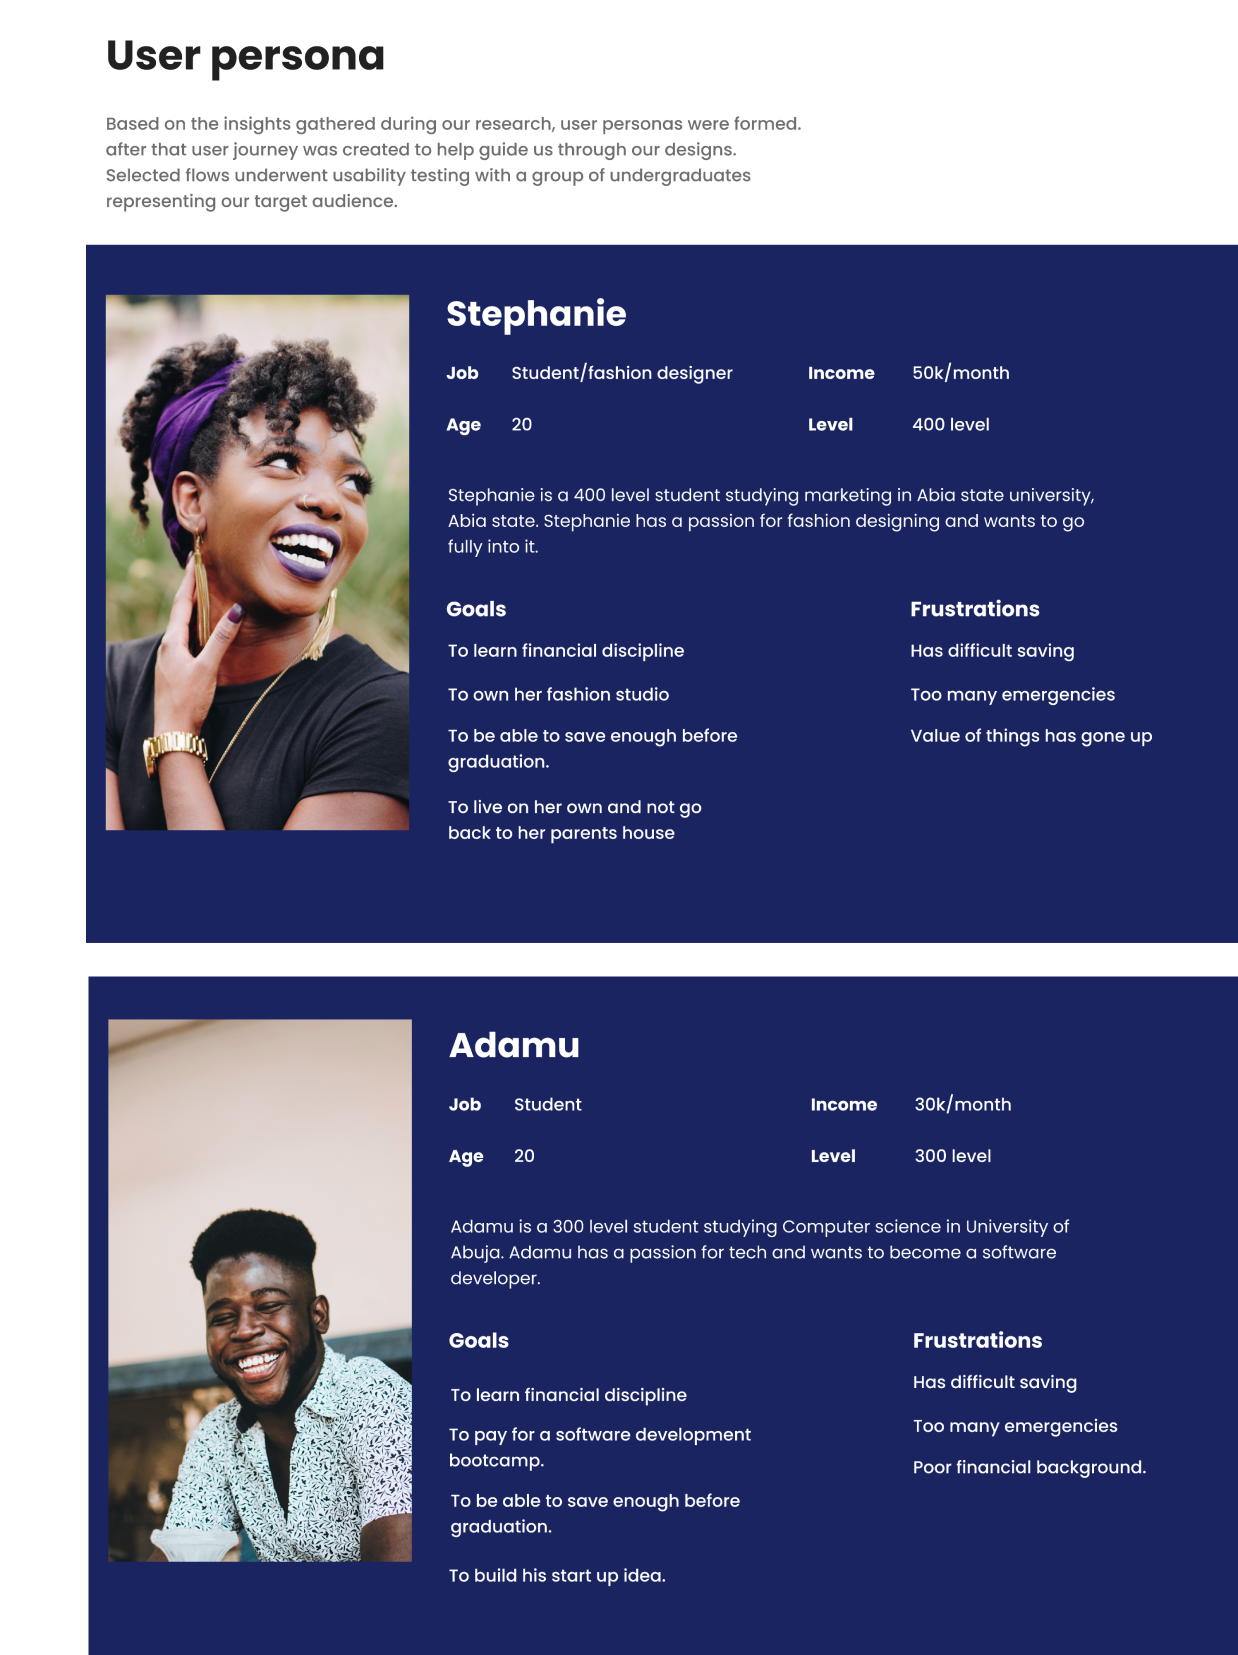 User persona
Based on the insights gathered during our research, user personas were formed.
after that user journey was created to help guide us through our designs.
Selected flows underwent usability testing with a group of undergraduates
representing our target audience.
Stephanie
Job Student/fashion designer Income 50k/month
Age 20 Level 400 level
Stephanie is a 400 level student studying marketing in Abia state university,
Abia state. Stephanie has a passion for fashion designing and wants to go
fully into it.
Goals
To learn financial discipline
To own her fashion studio
To be able to save enough before
graduation.
To live on her own and not go
back to her parents house
Frustrations
Has difficult saving
Too many emergencies
Value of things has gone up
Adamu
Job Student Income 30k/month
Age 20 Level 300 level
Adamu is a 300 level student studying Computer science in University of
Abuja. Adamu has a passion for tech and wants to become a software
developer.
Goals
To learn financial discipline
To pay for a software development
bootcamp.
To be able to save enough before
graduation.
To build his start up idea.
Frustrations
Has difficult saving
Too many emergencies
Poor financial background.